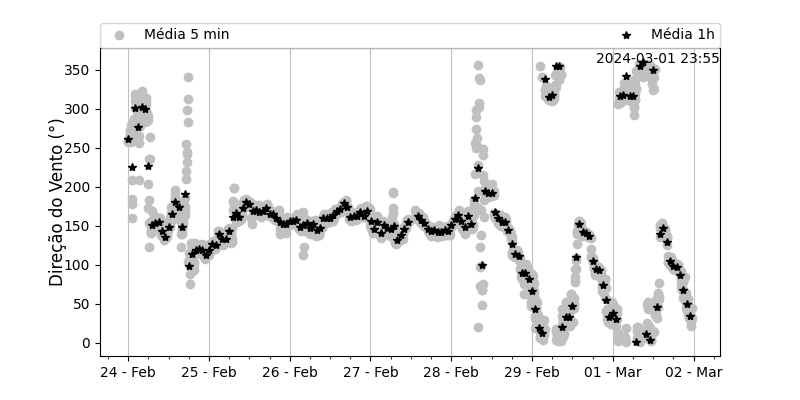 Média 5 min
Média 1h
2024-03-01 23:55
Direção do Vento (°)
350
300
250
200
150
100
50
0
24 - Feb
25 - Feb
26 - Feb
27 - Feb
28 - Feb
29 - Feb
01 - Mar
02 - Mar